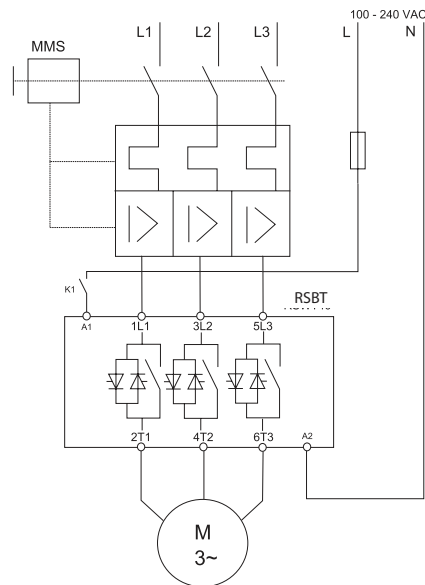 100 - 240 VAC
L1 L2 L3 L N
MMS
K1
RSBT
A1 1L1 3L2 5L3
2T1 4T2 6T3 A2
M
3~